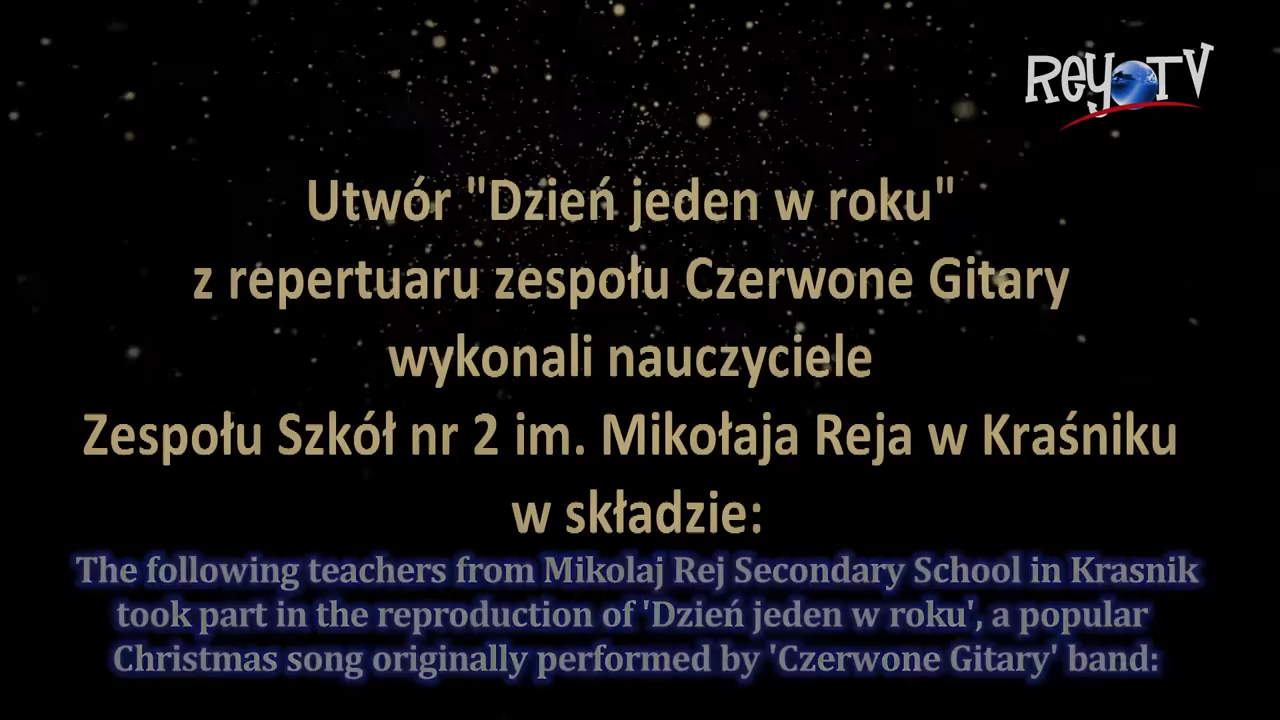 Rey TV
Utwór "Dzień jeden w roku"
z repertuaru zespołu Czerwone Gitary
wykonali nauczyciele
Zespołu Szkół nr 2 im. Mikołaja Reja w Kraśniku
w składzie:
The following teachers from Mikolaj Rej Secondary School in Krasnik
took part in the reproduction of 'Dzień jeden w roku', a popular
Christmas song originally performed by 'Czerwone Gitary' band: